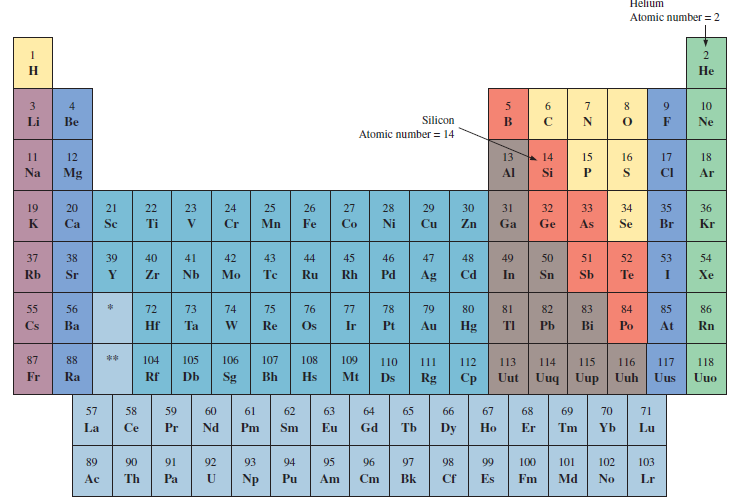 Helium
Atomic number = 2
1 2
H He
3 4 5 6 7 8 9 10
Li Be B C N O F Ne
Silicon
Atomic number = 14
11 12 13 14 15 16 17 18
Na Mg Al Si P S Cl Ar
19 20 21 22 23 24 25 26 27 28 29 30 31 32 33 34 35 36
K Ca Sc Ti V Cr Mn Fe Co Ni Cu Zn Ga Ge As Se Br Kr
37 38 39 40 41 42 43 44 45 46 47 48 49 50 51 52 53 54
Rb Sr Y Zr Nb Mo Tc Ru Rh Pd Ag Cd In Sn Sb Te I Xe
55 56 * 72 73 74 75 76 77 78 79 80 81 82 83 84 85 86
Cs Ba Hf Ta W Re Os Ir Pt Au Hg Tl Pb Bi Po At Rn
87 88 ** 104 105 106 107 108 109 110 111 112 113 114 115 116 117 118
Fr Ra Rf Db Sg Bh Hs Mt Ds Rg Cp Uut Uuq Uup Uuh Uus Uuo
57 58 59 60 61 62 63 64 65 66 67 68 69 70 71
La Ce Pr Nd Pm Sm Eu Gd Tb Dy Ho Er Tm Yb Lu
89 90 91 92 93 94 95 96 97 98 99 100 101 102 103
Ac Th Pa U Np Pu Am Cm Bk Cf Es Fm Md No Lr